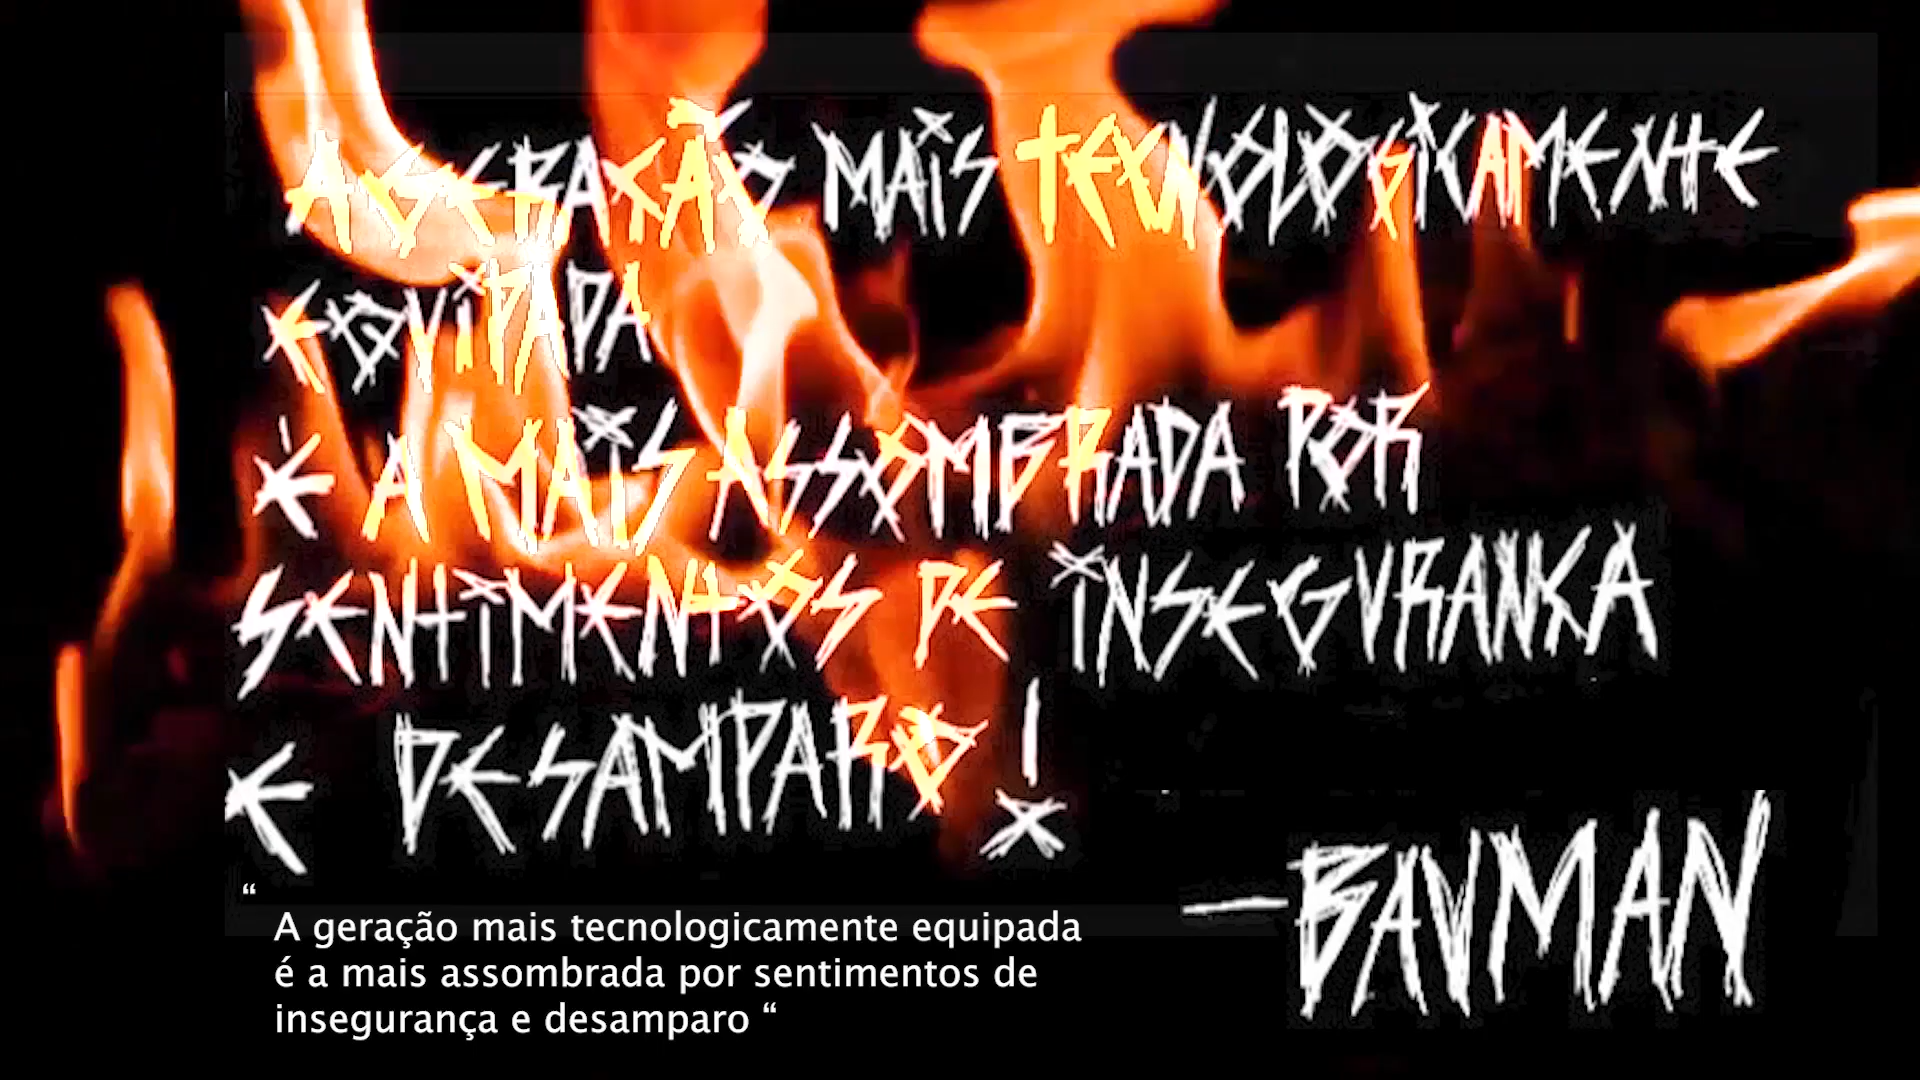 A GERAÇÃO MAIS TECNOLOGICAMENTE
EQUIPADA
É A MAIS ASSOMBRADA POR
SENTIMENTOS DE INSEGURANÇA
E DESAMPARO!
—BAUMAN
“
A geração mais tecnologicamente equipada
é a mais assombrada por sentimentos de
insegurança e desamparo “